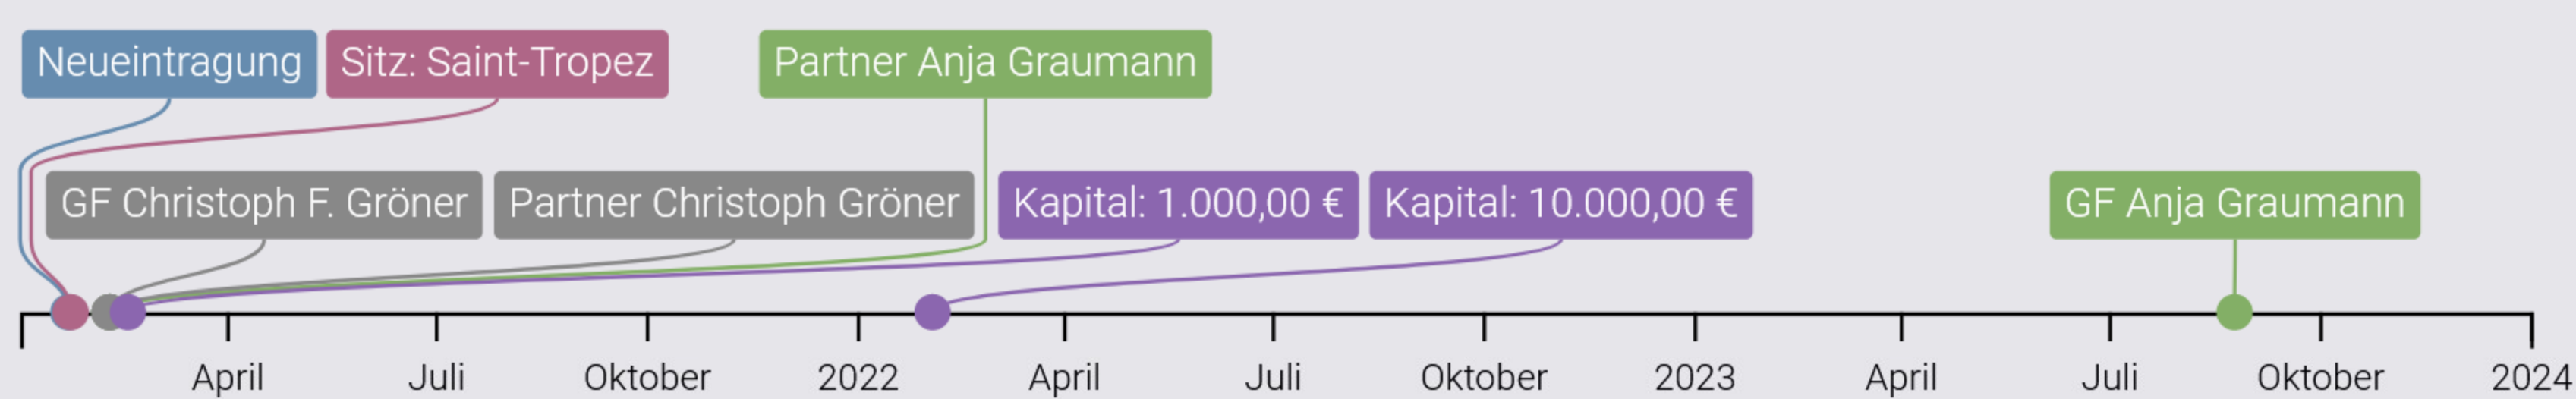 Neueintragung
Sitz: Saint-Tropez
Partner Anja Graumann
GF Christoph F. Gröner
Partner Christoph Gröner
Kapital: 1.000,00 €
Kapital: 10.000,00 €
GF Anja Graumann
April
Juli
Oktober
2022
April
Juli
Oktober
2023
April
Juli
Oktober
2024